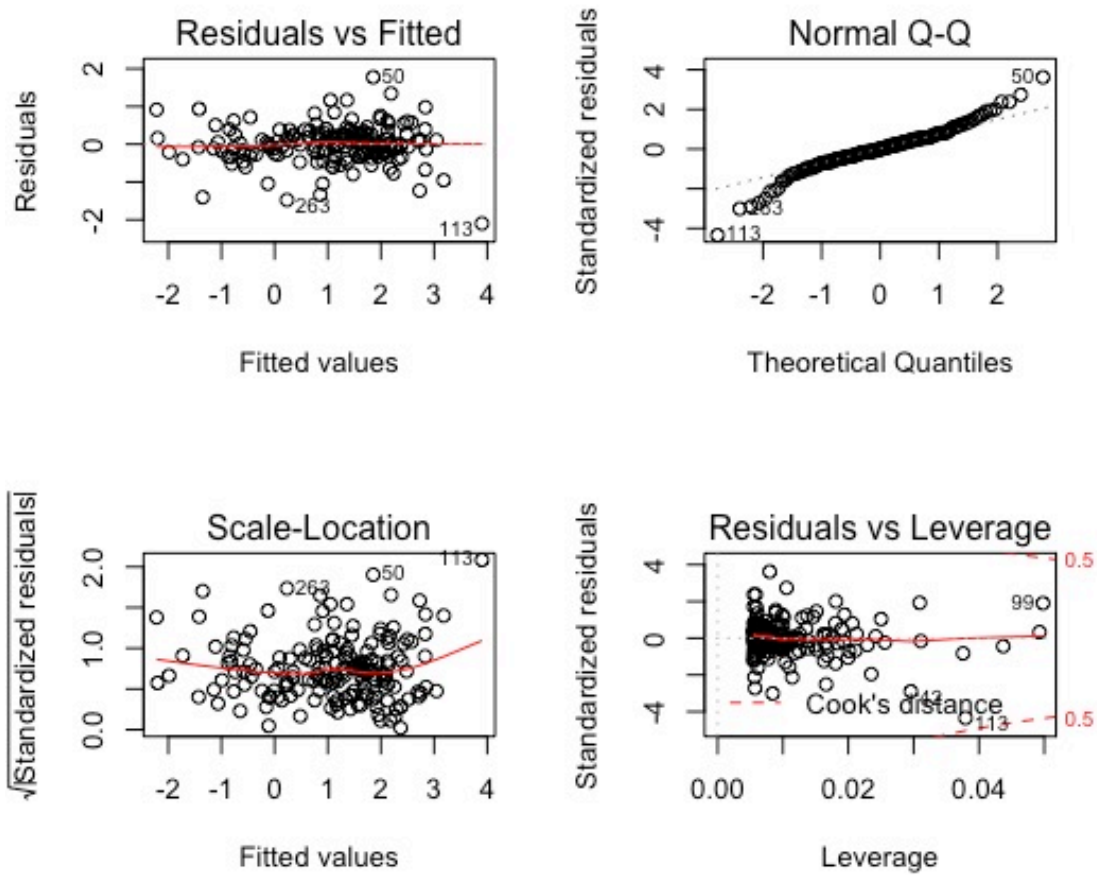 Residuals vs Fitted
Residuals
2
0
-2
50
263
113
-2 -1 0 1 2 3 4
Fitted values
Normal Q-Q
Standardized residuals
4
2
0
-4
50
263
113
-2 -1 0 1 2
Theoretical Quantiles
Scale-Location
√|Standardized residuals|
2.0
1.0
0.0
113
263
50
-2 -1 0 1 2 3 4
Fitted values
Residuals vs Leverage
Standardized residuals
4
0
-4
0.5
99
43
Cook's distance
113
0.5
0.00 0.02 0.04
Leverage